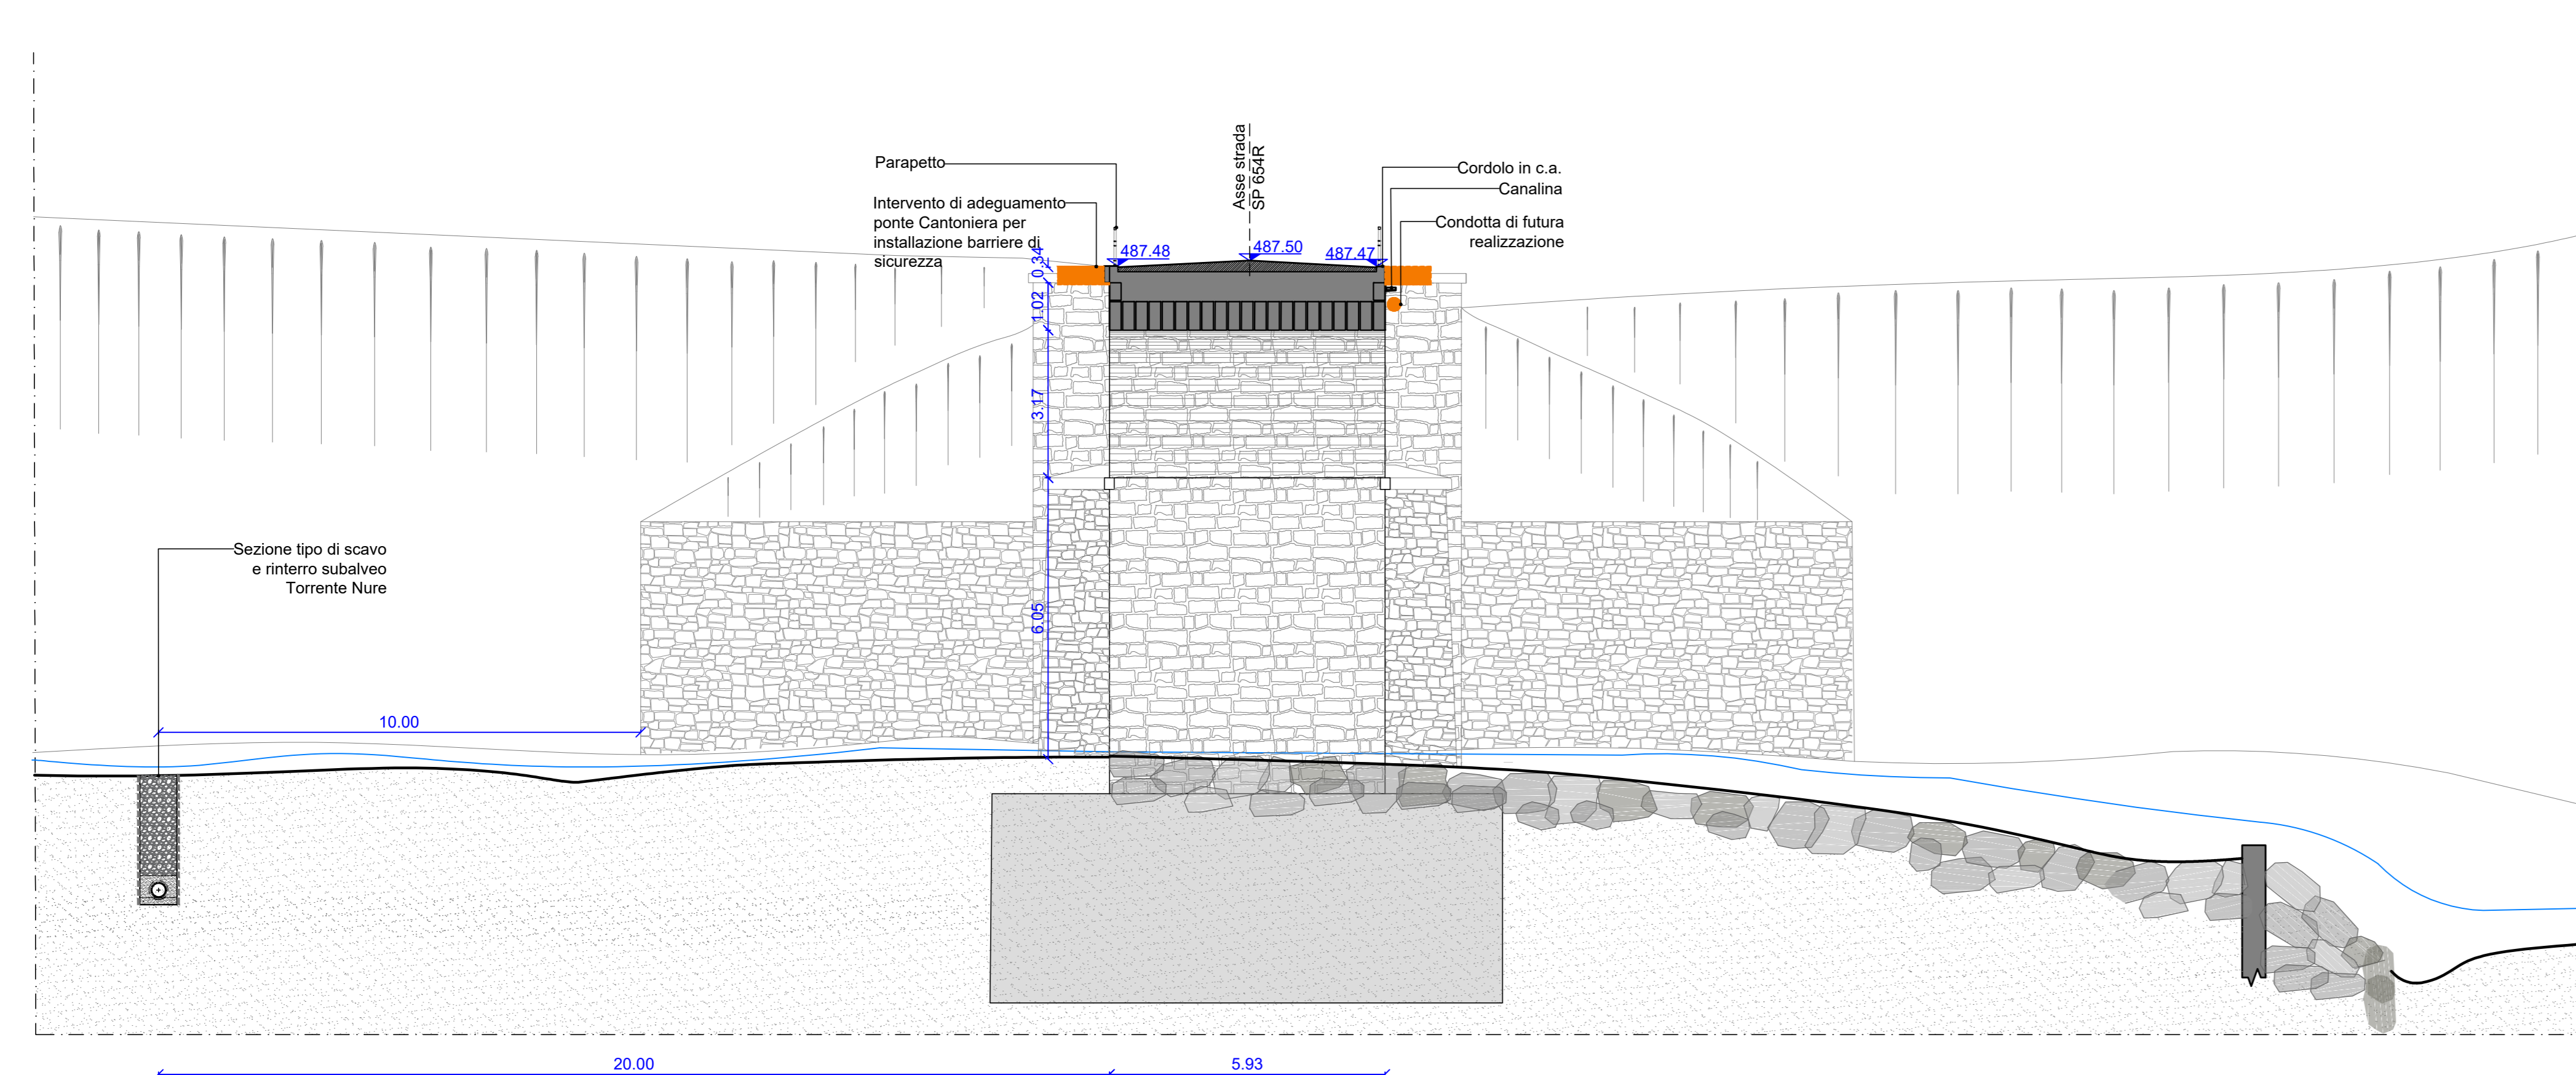 Asse strada
SP 654R
Parapetto
Cordolo in c.a.
Canalina
Intervento di adeguamento
ponte Cantoniera per
installazione barriere di
sicurezza
Condotta di futura
realizzazione
487.48
487.50
487.47
0.34
1.02
3.17
6.05
Sezione tipo di scavo
e rinterro subalveo
Torrente Nure
10.00
20.00
5.93